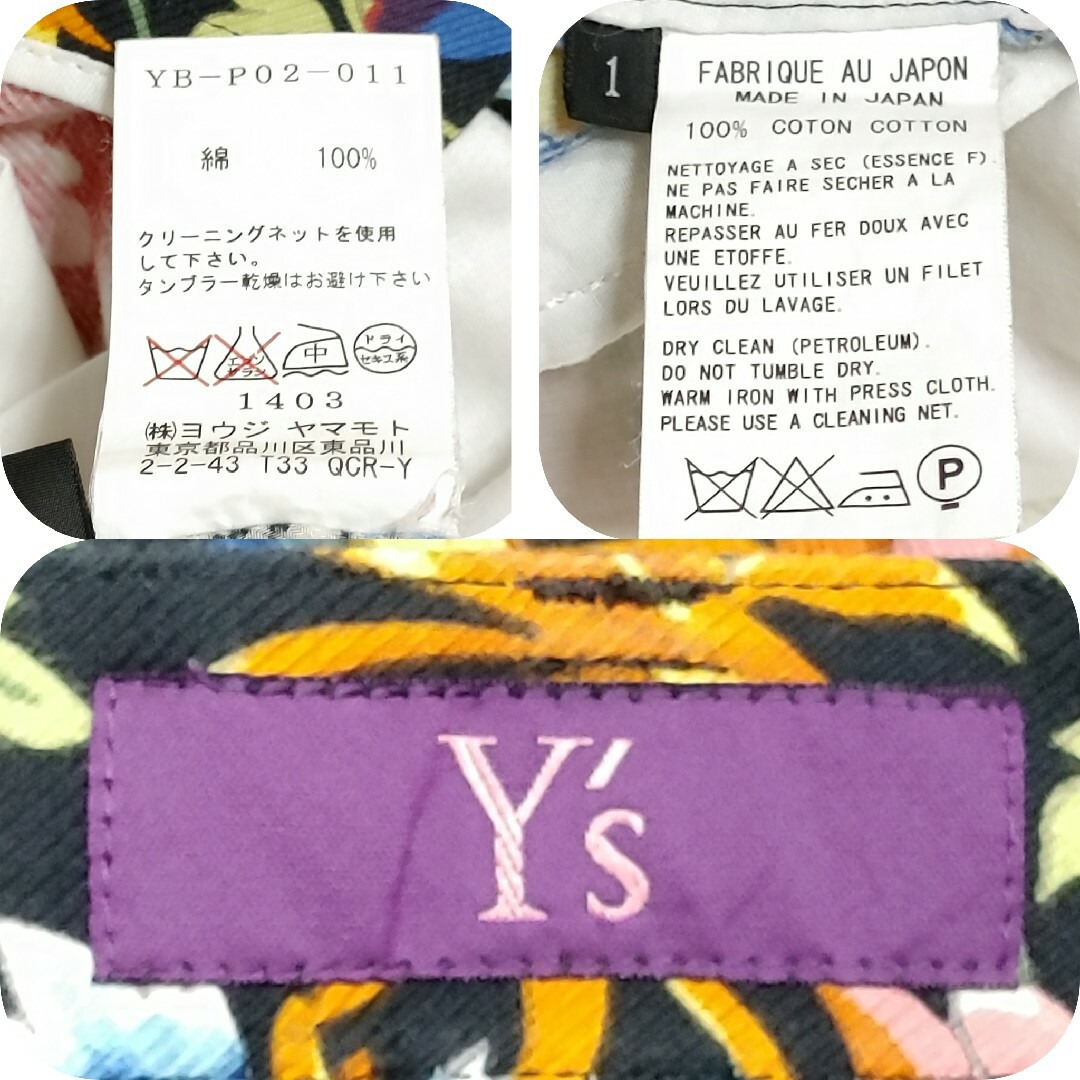 YB-P02-011
綿 100%
クリーニングネットを使用
して下さい。
タンブラー乾燥はお避け下さい
エンソ
サラシ
中
ドライ
セキユ系
1403
㈱ヨウジ ヤマモト
東京都品川区東品川
2-2-43 T33 QCR-Y
1
FABRIQUE AU JAPON
MADE IN JAPAN
100% COTON COTTON
NETTOYAGE A SEC (ESSENCE F).
NE PAS FAIRE SECHER A LA
MACHINE.
REPASSER AU FER DOUX AVEC
UNE ETOFFE.
VEUILLEZ UTILISER UN FILET
LORS DU LAVAGE.
DRY CLEAN (PETROLEUM).
DO NOT TUMBLE DRY.
WARM IRON WITH PRESS CLOTH.
PLEASE USE A CLEANING NET.
P
Y's